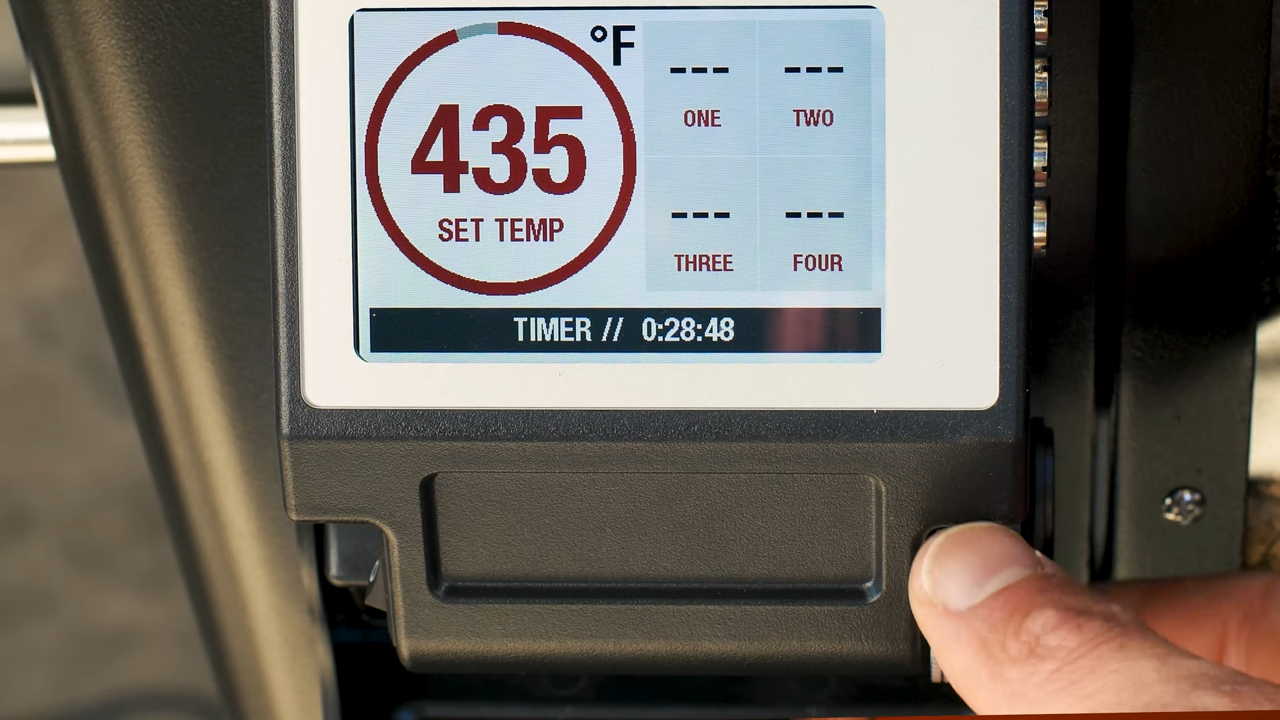 °F
435
SET TEMP
--- ---
ONE TWO
--- ---
THREE FOUR
TIMER // 0:28:48